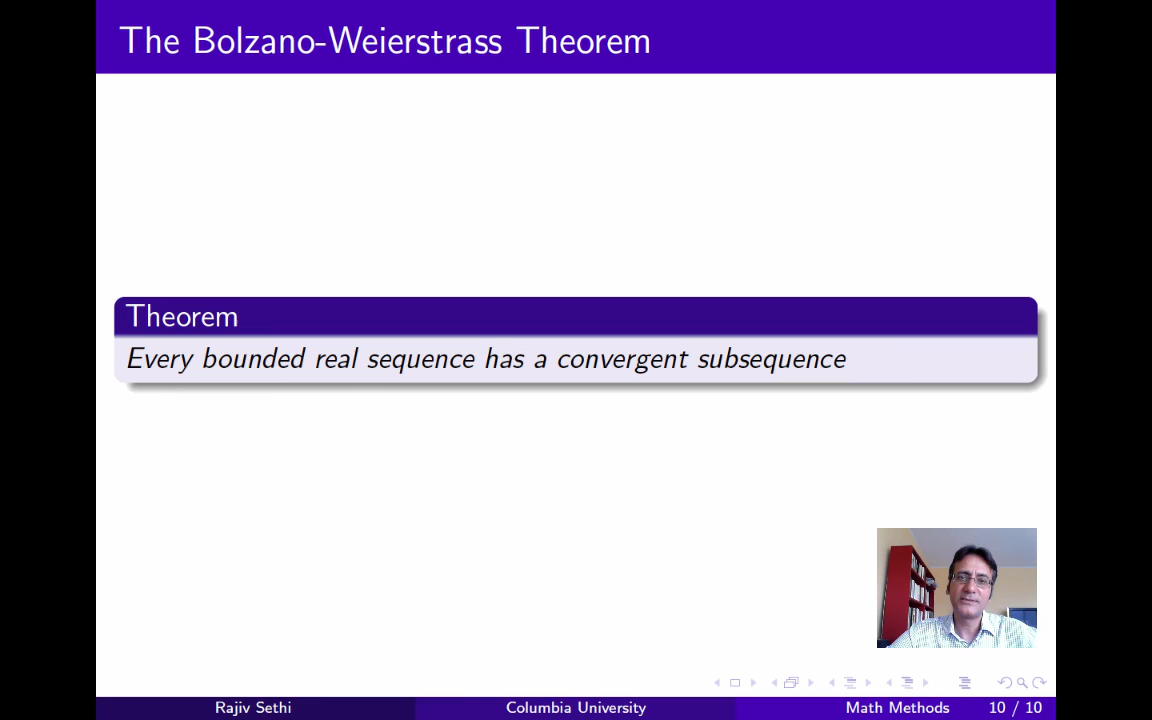 The Bolzano-Weierstrass Theorem
Theorem
Every bounded real sequence has a convergent subsequence
Rajiv Sethi
Columbia University
Math Methods
10 / 10